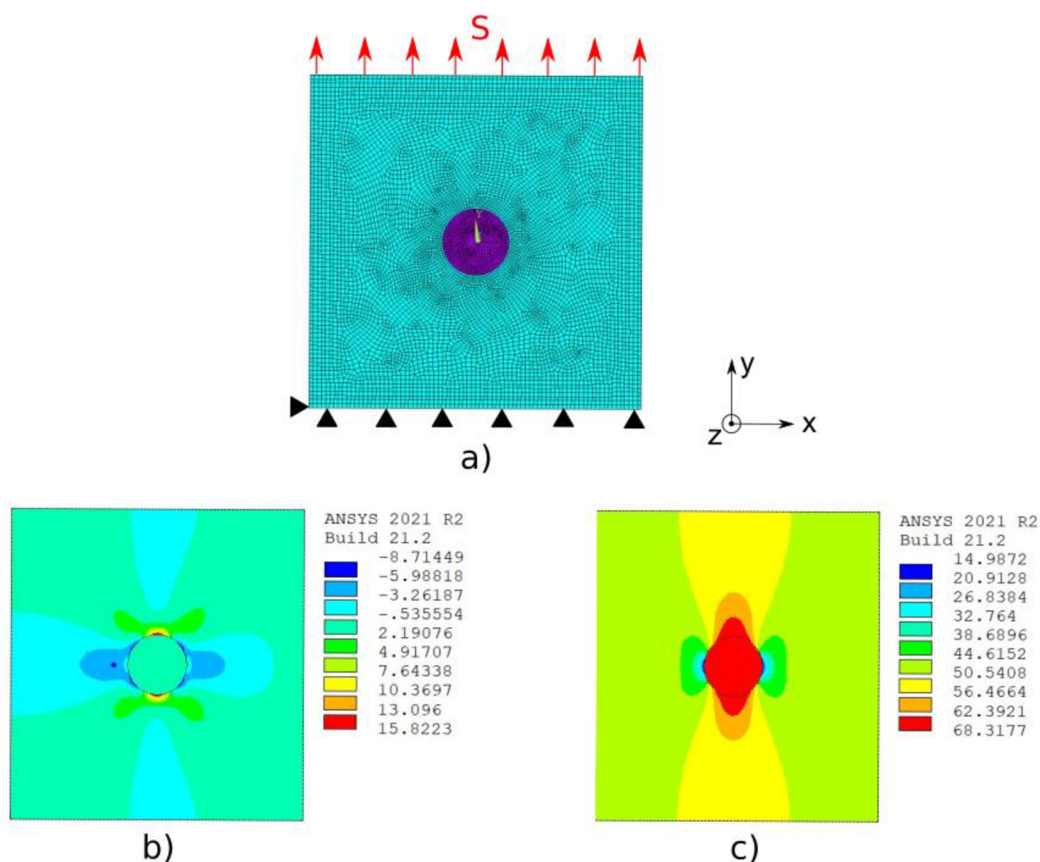 S
y
z
x
a)
ANSYS 2021 R2
Build 21.2
-8.71449
-5.98818
-3.26187
-.535554
2.19076
4.91707
7.64338
10.3697
13.096
15.8223
b)
ANSYS 2021 R2
Build 21.2
14.9872
20.9128
26.8384
32.764
38.6896
44.6152
50.5408
56.4664
62.3921
68.3177
c)